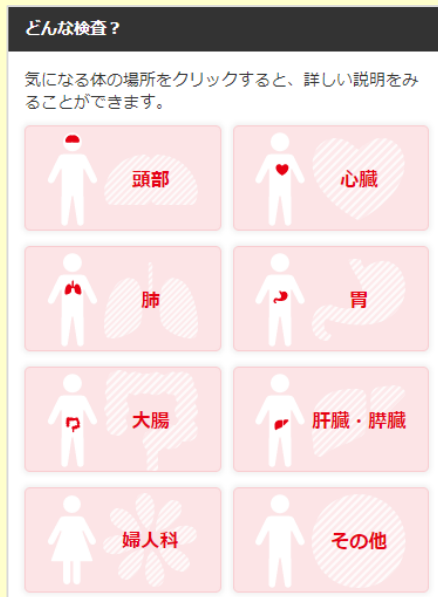 どんな検査？
気になる体の場所をクリックすると、詳しい説明をみ
ることができます。
頭部
心臓
肺
胃
大腸
肝臓・膵臓
婦人科
その他